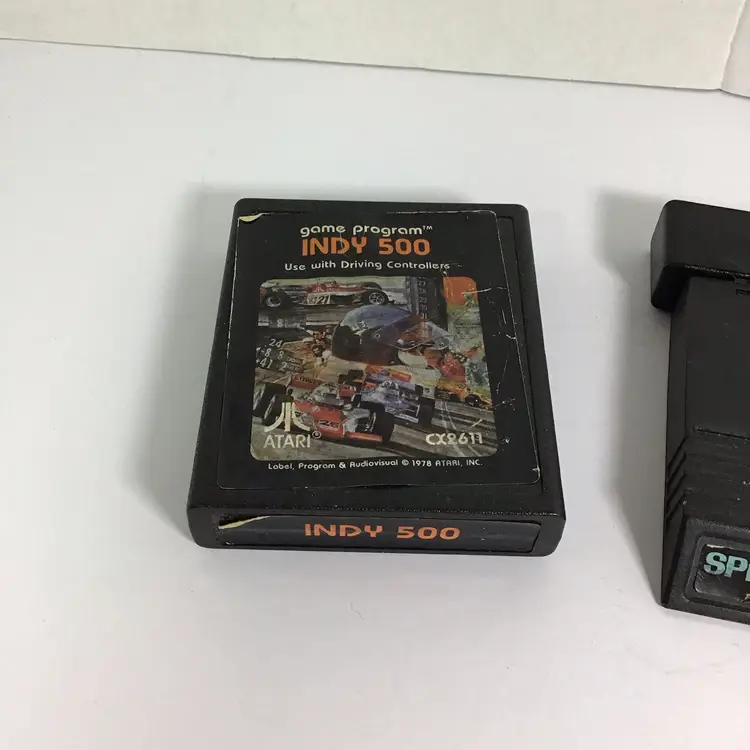 game program™
INDY 500
Use with Driving Controllers
ATARI®
CX2611
Label, Program & Audiovisual © 1978 ATARI, INC.
INDY 500
SP